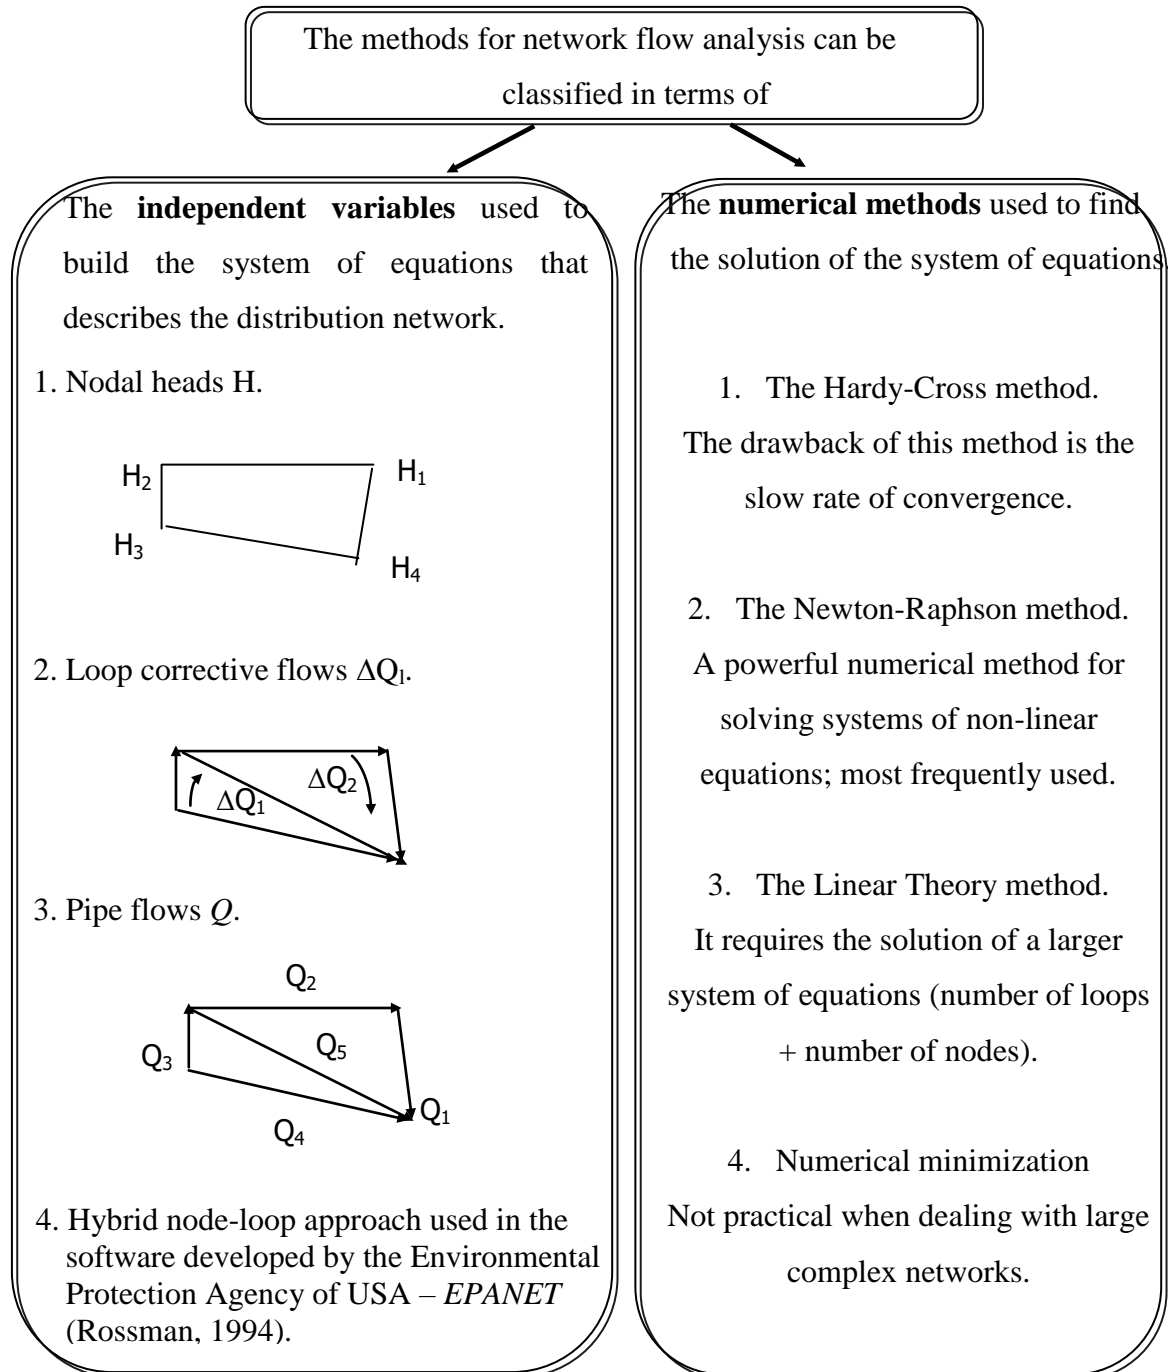 The methods for network flow analysis can be
classified in terms of
The independent variables used to
build the system of equations that
describes the distribution network.
1. Nodal heads H.
H2
H1
H3
H4
2. Loop corrective flows ΔQl.
ΔQ2
ΔQ1
3. Pipe flows Q.
Q2
Q5
Q3
Q1
Q4
4. Hybrid node-loop approach used in the
software developed by the Environmental
Protection Agency of USA – EPANET
(Rossman, 1994).
The numerical methods used to find
the solution of the system of equations.
1. The Hardy-Cross method.
The drawback of this method is the
slow rate of convergence.
2. The Newton-Raphson method.
A powerful numerical method for
solving systems of non-linear
equations; most frequently used.
3. The Linear Theory method.
It requires the solution of a larger
system of equations (number of loops
+ number of nodes).
4. Numerical minimization
Not practical when dealing with large
complex networks.